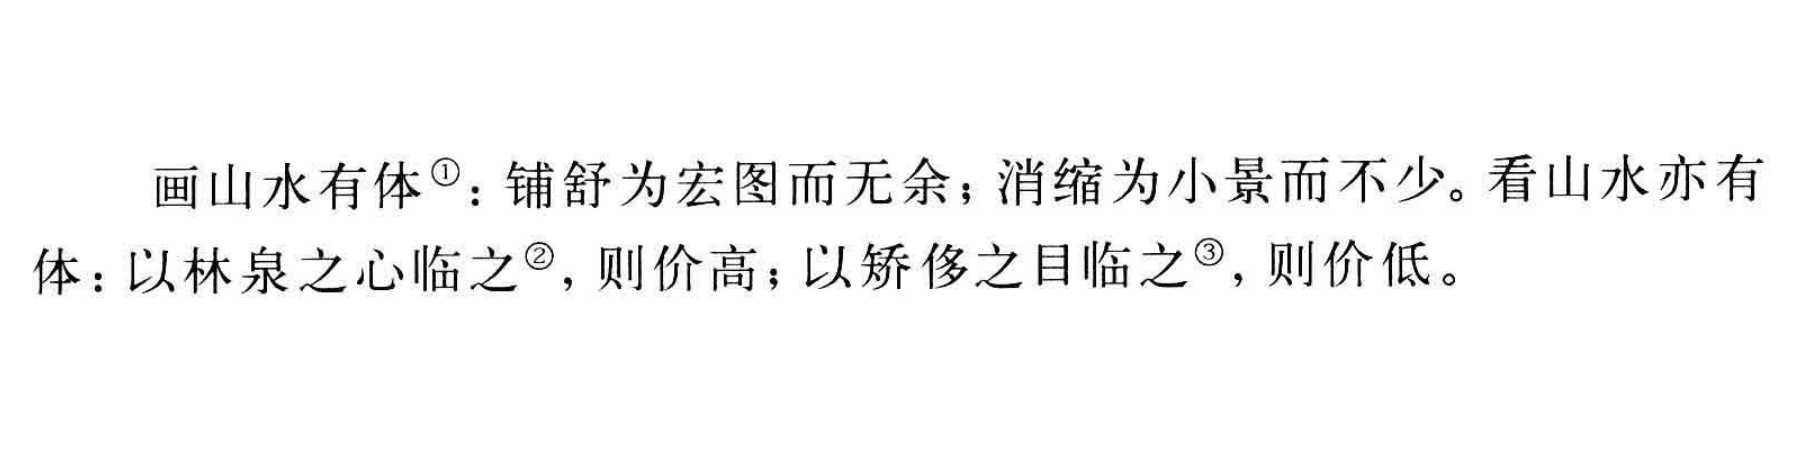 画山水有体①：铺舒为宏图而无余；消缩为小景而不少。看山水亦有
体：以林泉之心临之②，则价高；以矫侈之目临之③，则价低。